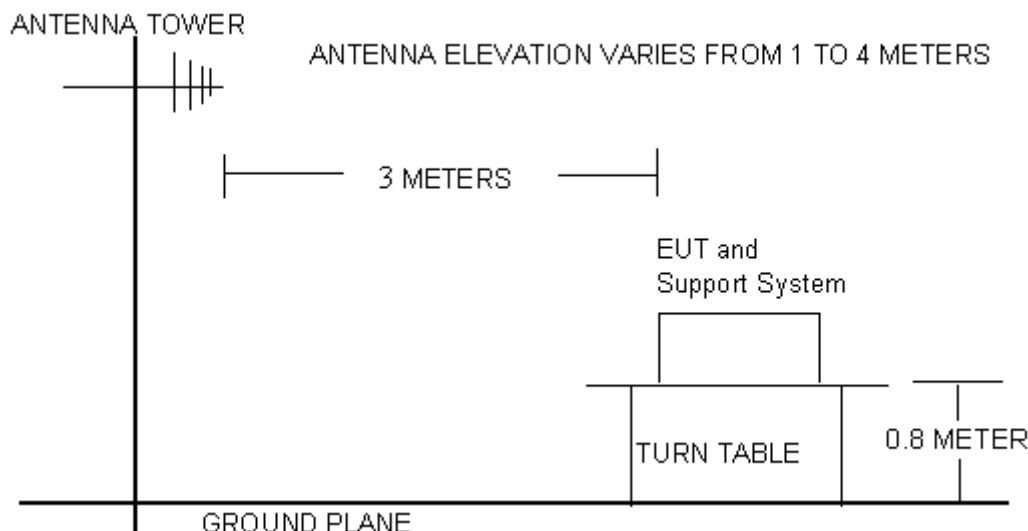 ANTENNA TOWER
ANTENNA ELEVATION VARIES FROM 1 TO 4 METERS
3 METERS
EUT and
Support System
0.8 METER
TURN TABLE
GROUND PLANE